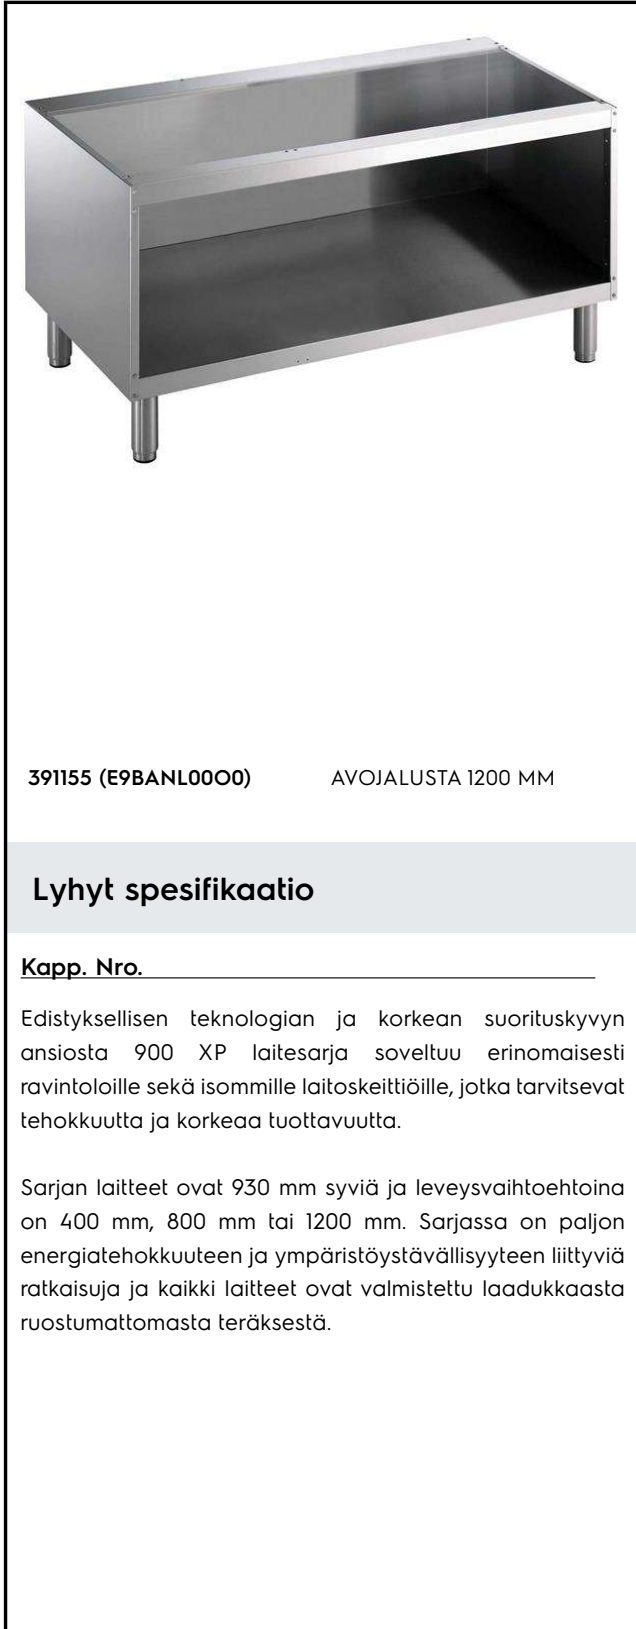 391155 (E9BANL00O0) AVOJALUSTA 1200 MM
Lyhyt spesifikaatio
Kapp. Nro.
Edistyksellisen teknologian ja korkean suorituskyvyn
ansiosta 900 XP laitesarja soveltuu erinomaisesti
ravintoloille sekä isommille laitoskeittiöille, jotka tarvitsevat
tehokkuutta ja korkeaa tuottavuutta.
Sarjan laitteet ovat 930 mm syviä ja leveysvaihtoehtoina
on 400 mm, 800 mm tai 1200 mm. Sarjassa on paljon
energiatehokkuuteen ja ympäristöystävällisyyteen liittyviä
ratkaisuja ja kaikki laitteet ovat valmistettu laadukkaasta
ruostumattomasta teräksestä.